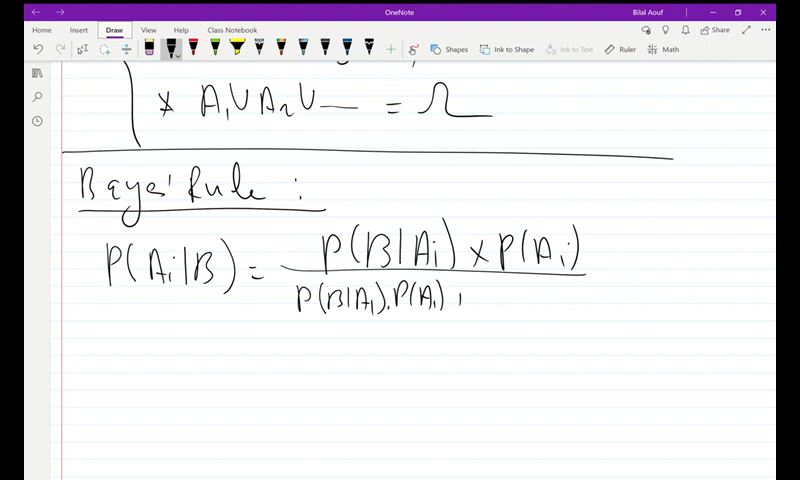 OneNote
Bilal Aouf
Home Insert Draw View Help Class Notebook
Share
Shapes Ink to Shape Ink to Text Ruler Math
* A₁ ∪ A₂ ∪ — = Ω
Bayes' Rule :
P(Ai|B) = P(B|Ai) × P(Ai)
P(B|A₁).P(A₁)